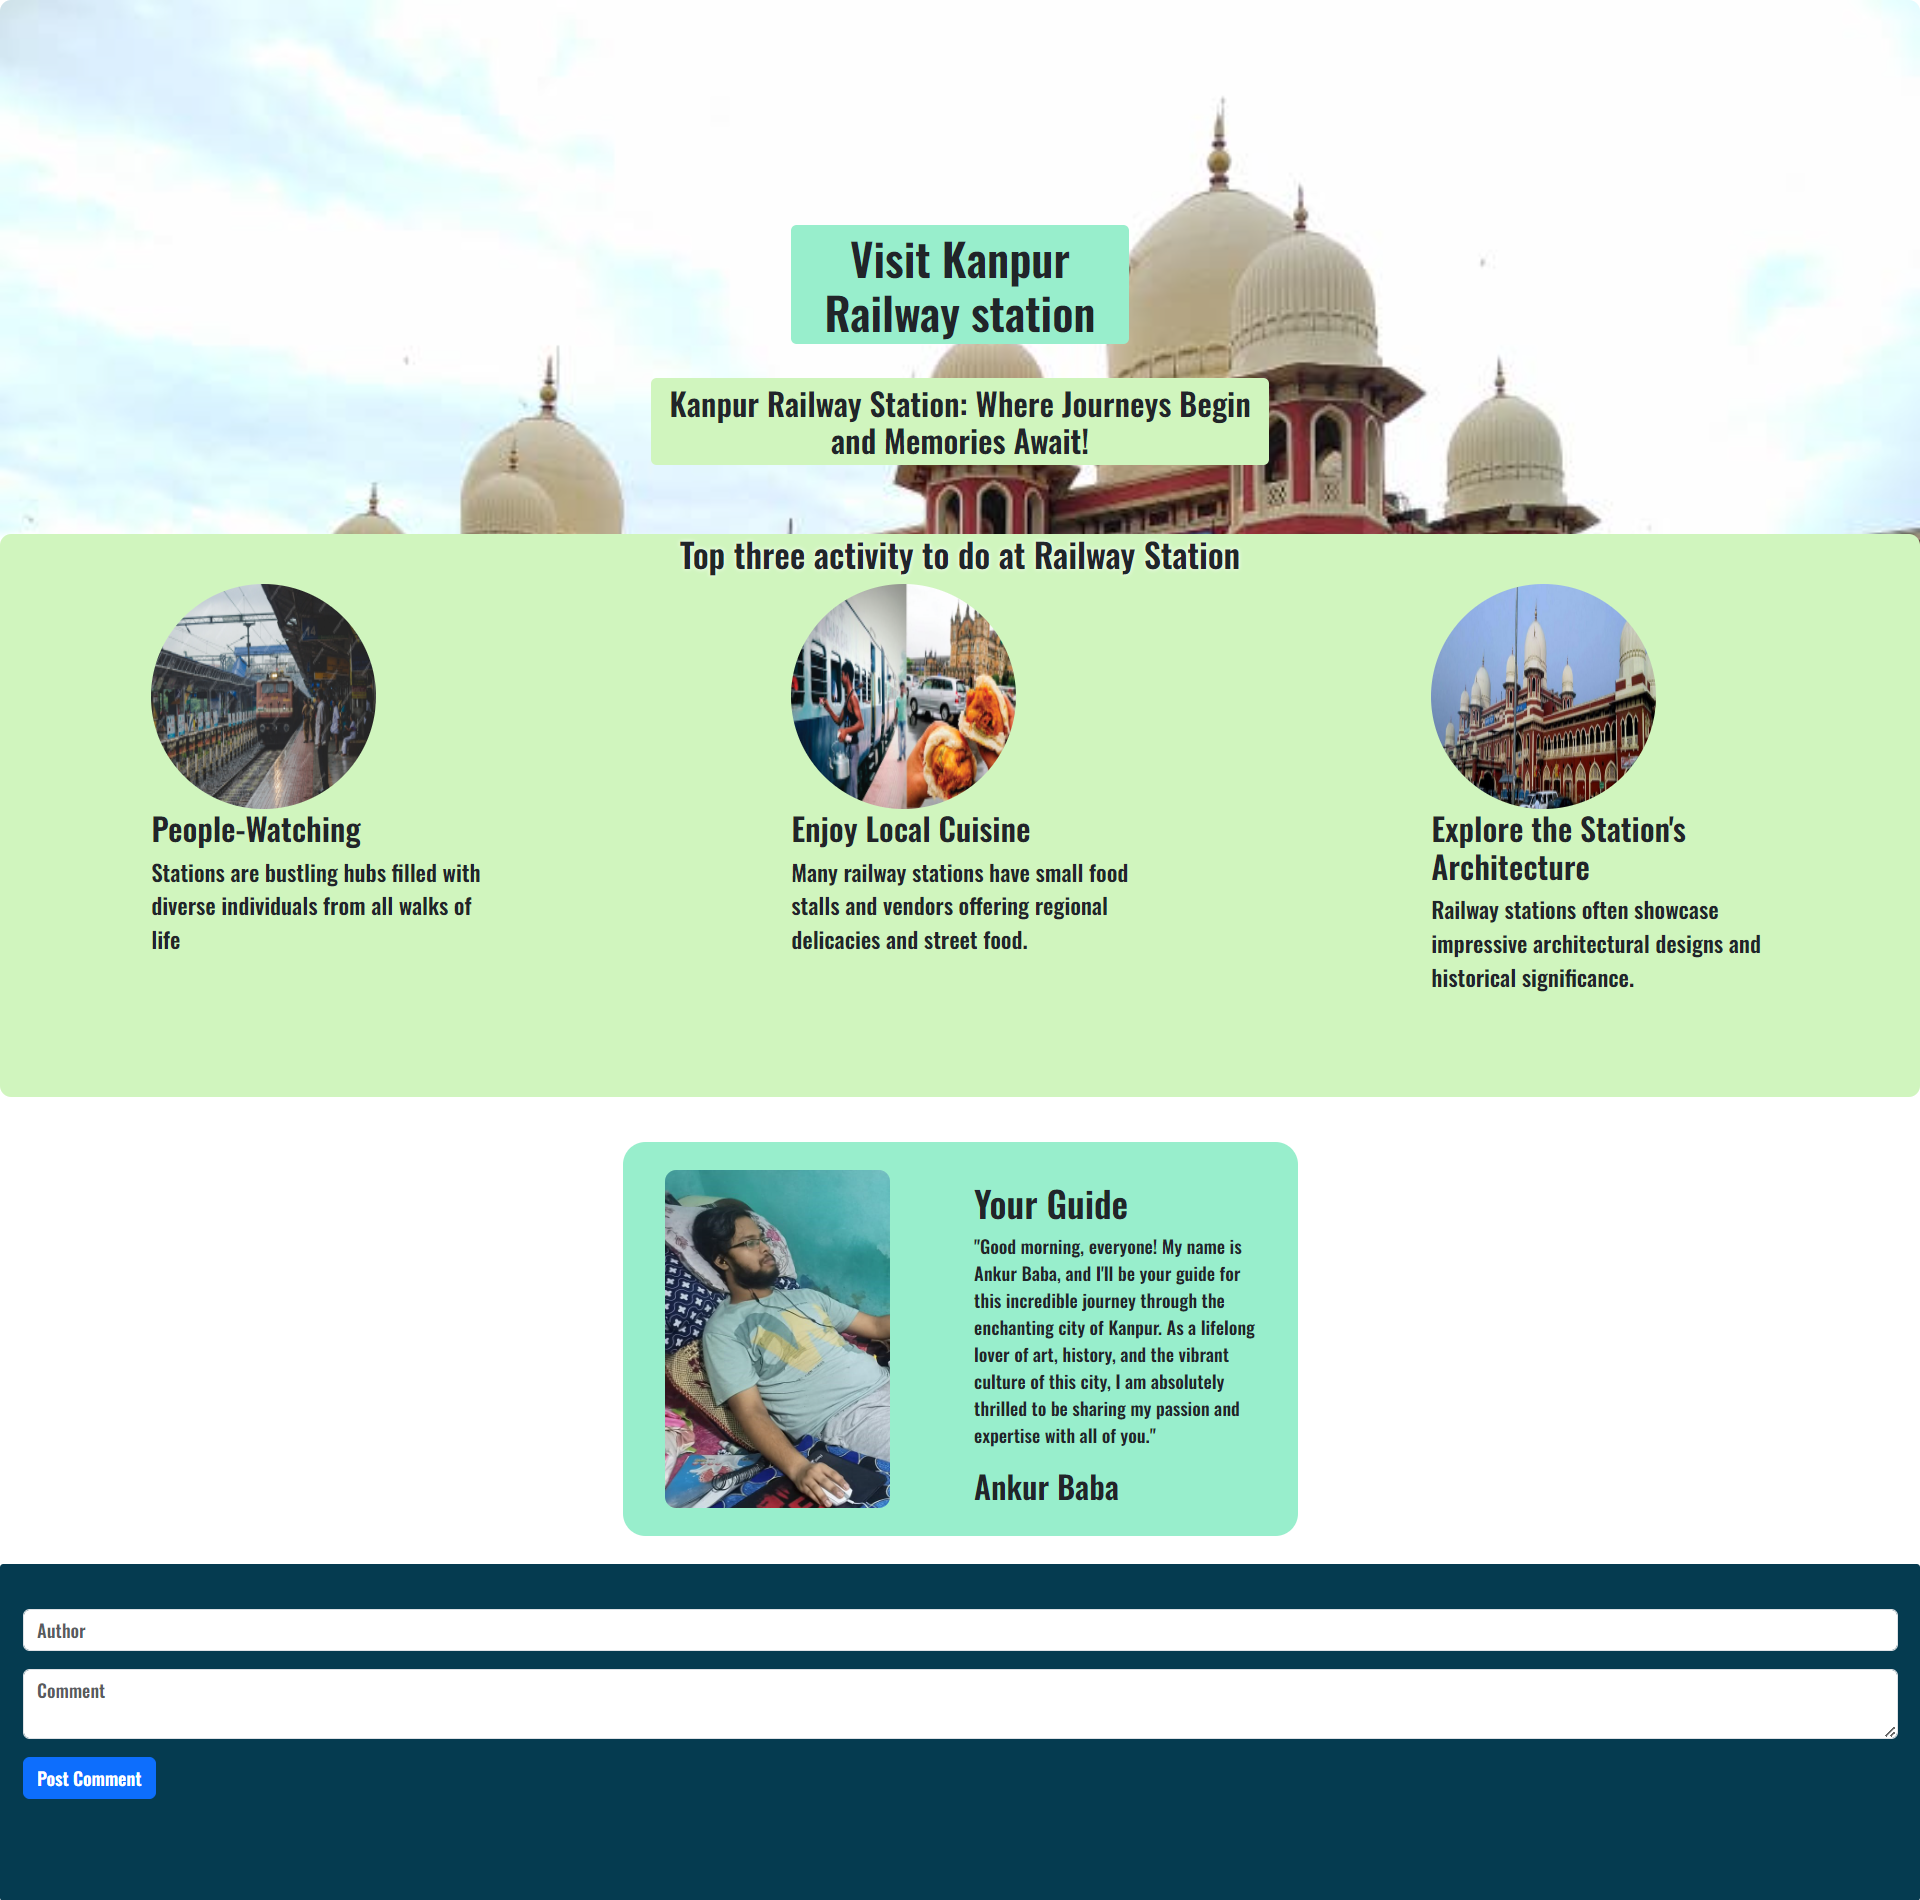 Visit Kanpur
Railway station
Kanpur Railway Station: Where Journeys Begin
and Memories Await!
Top three activity to do at Railway Station
People-Watching
Stations are bustling hubs filled with
diverse individuals from all walks of
life
Enjoy Local Cuisine
Many railway stations have small food
stalls and vendors offering regional
delicacies and street food.
Explore the Station's
Architecture
Railway stations often showcase
impressive architectural designs and
historical significance.
Your Guide
"Good morning, everyone! My name is
Ankur Baba, and I'll be your guide for
this incredible journey through the
enchanting city of Kanpur. As a lifelong
lover of art, history, and the vibrant
culture of this city, I am absolutely
thrilled to be sharing my passion and
expertise with all of you."
Ankur Baba
Author
Comment
Post Comment